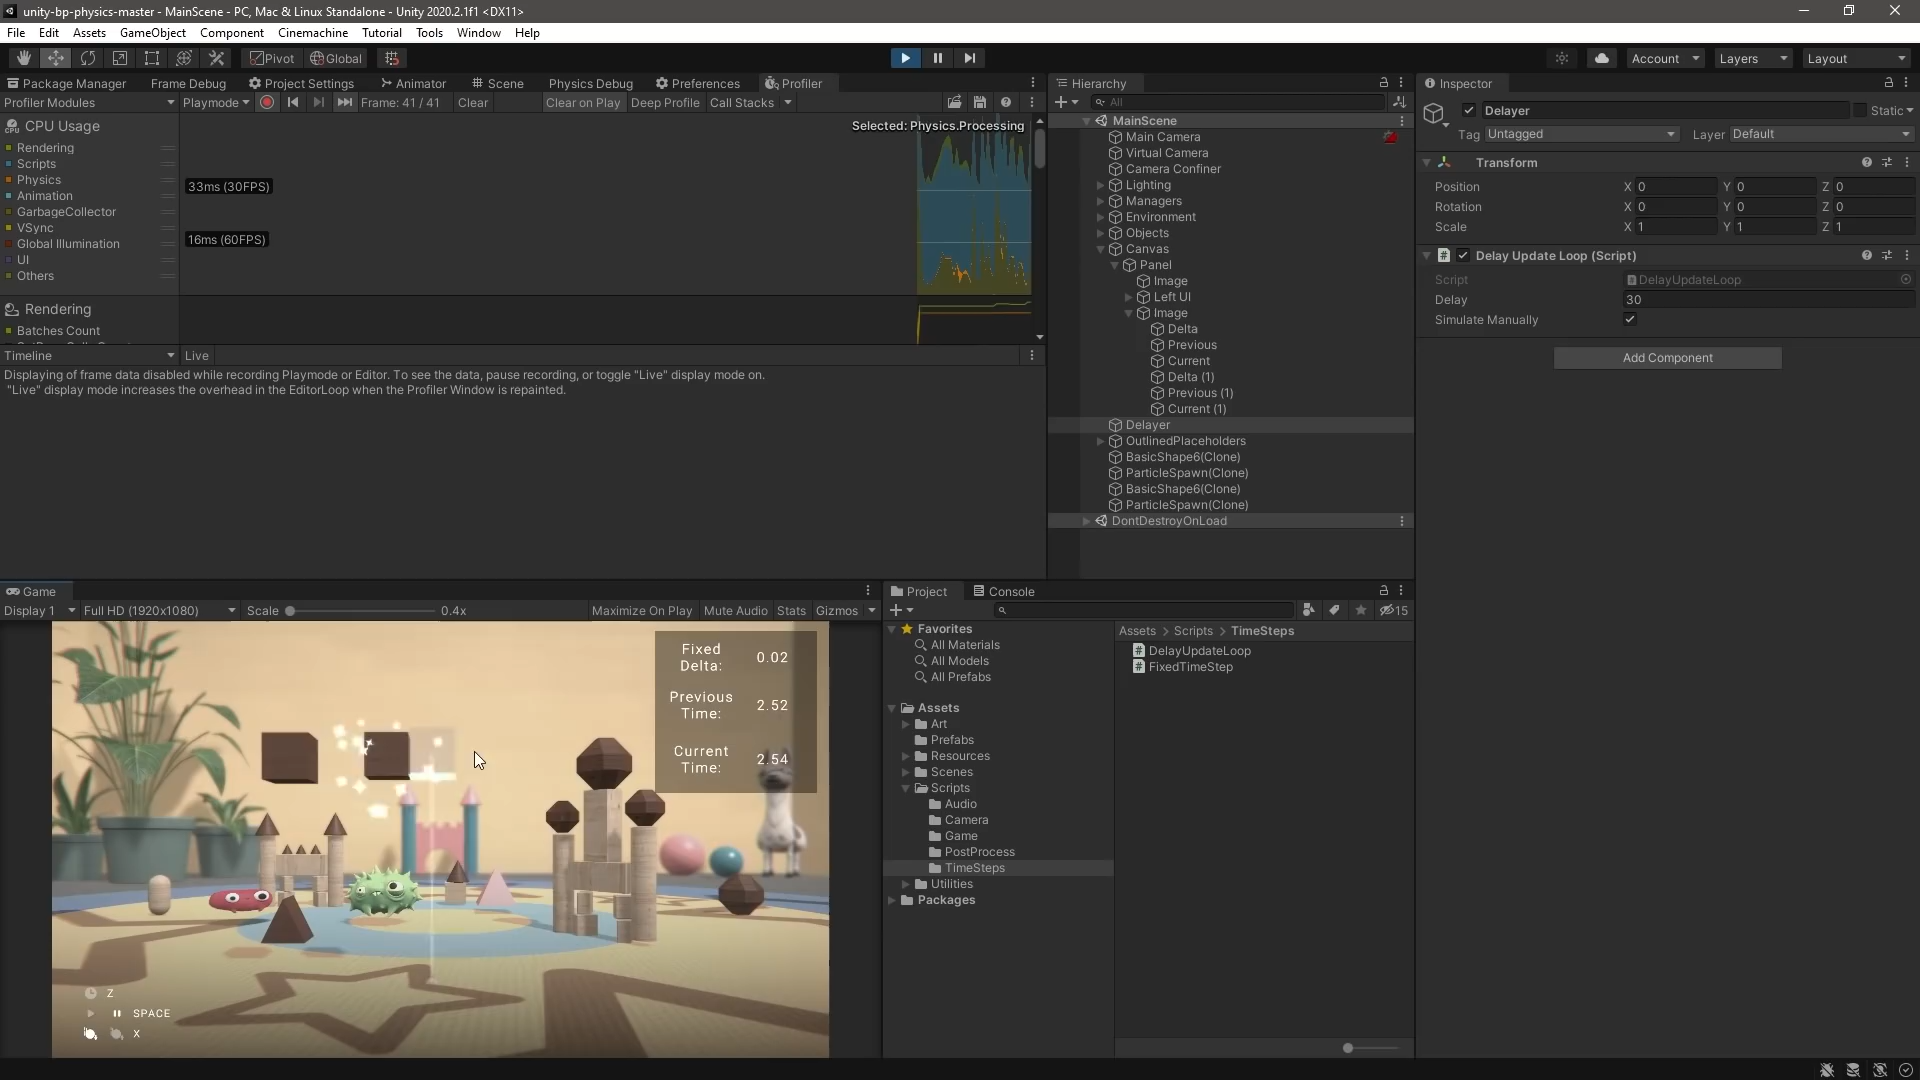 unity-bp-physics-master - MainScene - PC, Mac & Linux Standalone - Unity 2020.2.1f1 <DX11>
File Edit Assets GameObject Component Cinemachine Tutorial Tools Window Help
Pivot Global Account Layers Layout
Package Manager Frame Debug Project Settings Animator Scene Physics Debug Preferences Profiler
Profiler Modules Playmode Frame: 41 / 41 Clear Clear on Play Deep Profile Call Stacks
CPU Usage
Selected: Physics.Processing
Rendering
Scripts
Physics
Animation
GarbageCollector
VSync
Global Illumination
UI
Others
33ms (30FPS)
16ms (60FPS)
Rendering
Batches Count
Timeline Live
Displaying of frame data disabled while recording Playmode or Editor. To see the data, pause recording, or toggle "Live" display mode on.
"Live" display mode increases the overhead in the EditorLoop when the Profiler Window is repainted.
Hierarchy
All
MainScene
Main Camera
Virtual Camera
Camera Confiner
Lighting
Managers
Environment
Objects
Canvas
Panel
Image
Left UI
Image
Delta
Previous
Current
Delta (1)
Previous (1)
Current (1)
Delayer
OutlinedPlaceholders
BasicShape6(Clone)
ParticleSpawn(Clone)
BasicShape6(Clone)
ParticleSpawn(Clone)
DontDestroyOnLoad
Inspector
Delayer Static
Tag Untagged Layer Default
Transform
Position X 0 Y 0 Z 0
Rotation X 0 Y 0 Z 0
Scale X 1 Y 1 Z 1
# Delay Update Loop (Script)
Script DelayUpdateLoop
Delay 30
Simulate Manually
Add Component
Game
Display 1 Full HD (1920x1080) Scale 0.4x Maximize On Play Mute Audio Stats Gizmos
Fixed
Delta: 0.02
Previous
Time: 2.52
Current
Time: 2.54
Z
SPACE
X
Project Console
15
Favorites
All Materials
All Models
All Prefabs
Assets
Art
Prefabs
Resources
Scenes
Scripts
Audio
Camera
Game
PostProcess
TimeSteps
Utilities
Packages
Assets > Scripts > TimeSteps
# DelayUpdateLoop
# FixedTimeStep